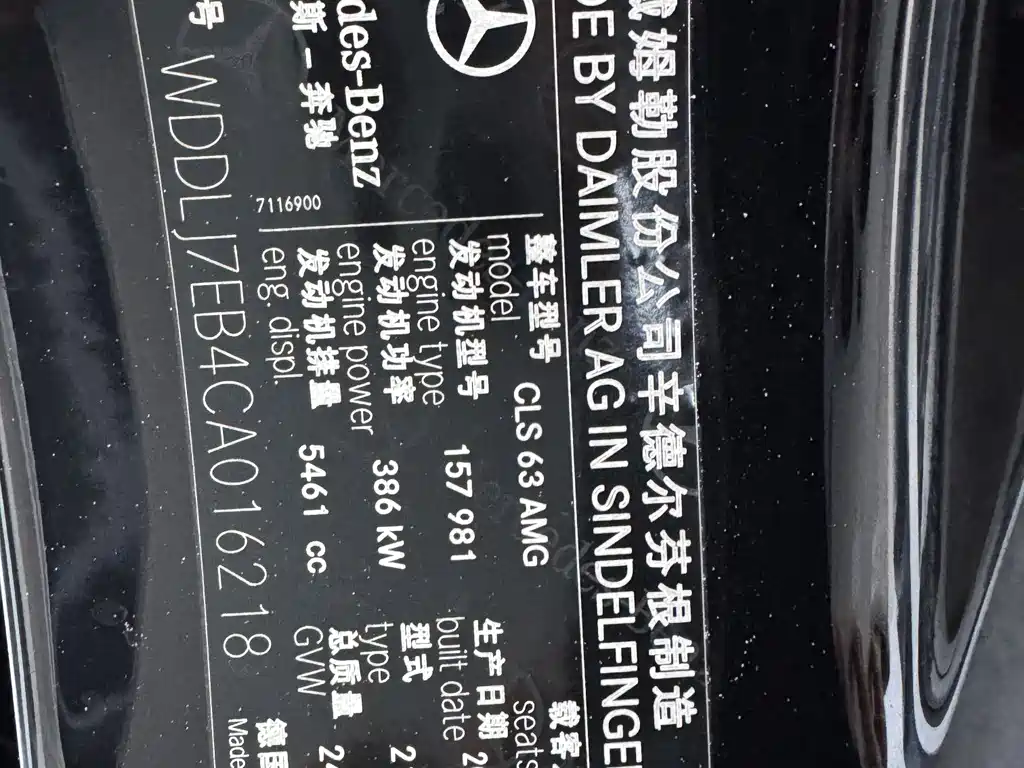 姆勒股份公司辛德尔芬根制造
DE BY DAIMLER AG IN SINDELFINGE
des-Benz
斯－奔驰
7116900
整车型号 CLS 63 AMG 载客
model seats
发动机型号 157 981 生产日期
engine type built date
发动机功率 386 kW 型式
engine power type
发动机排量 5461 cc 总质量
eng. displ. GVW
号 WDDLJ7EB4CA016218
Made